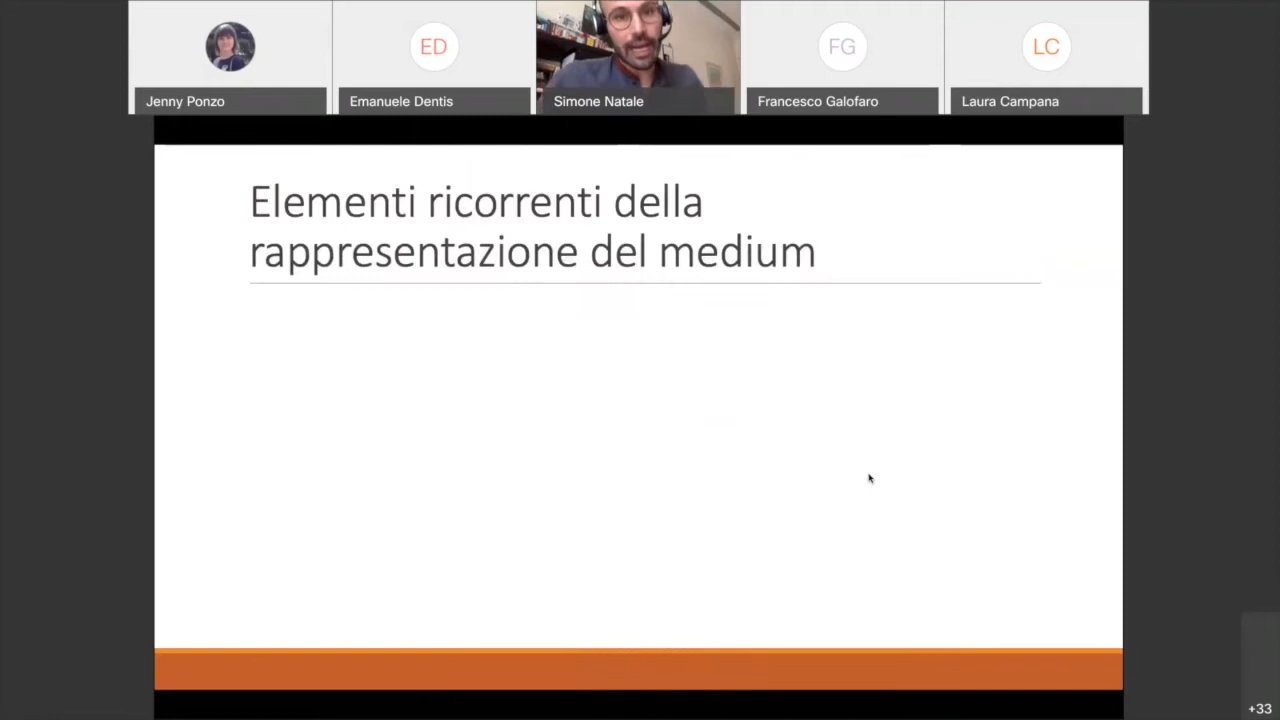 Jenny Ponzo
ED
Emanuele Dentis
Simone Natale
FG
Francesco Galofaro
LC
Laura Campana
Elementi ricorrenti della
rappresentazione del medium
+33